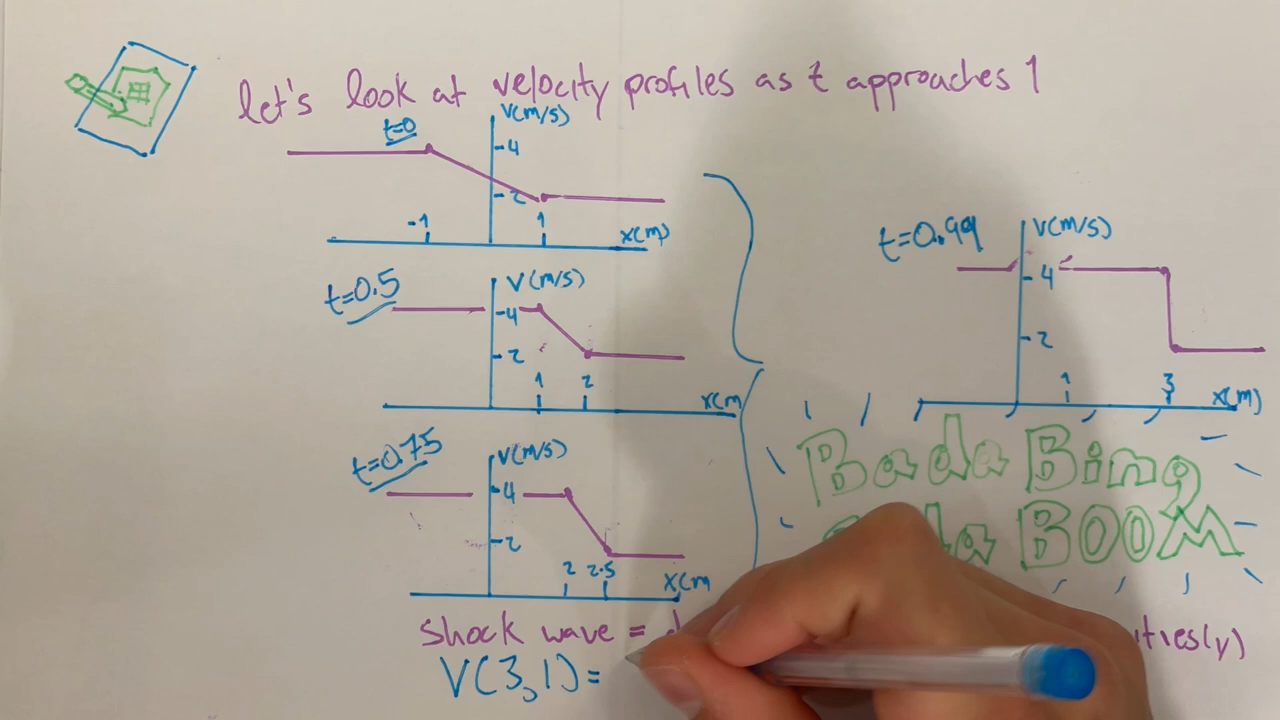 let's look at velocity profiles as t approaches 1
t=0
V(m/s)
4
2
-1
1
x(m)
t=0.5
V(m/s)
4
2
1
2
x(m
t=0.75
V(m/s)
4
2
2
2.5
x(m
t=0.99
V(m/s)
4
2
1
3
x(m)
Bada Bing
BOOM
shock wave =
V(3,1)=